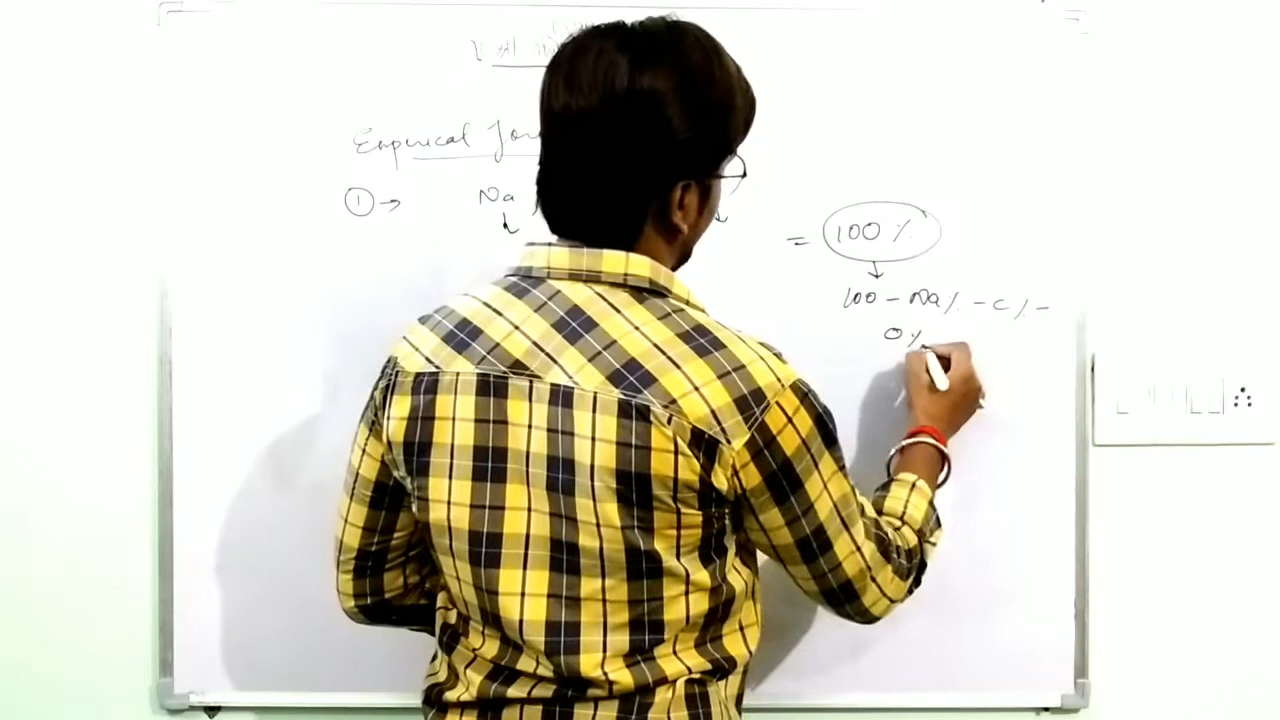 Empirical For
① → Na
= 100 %
100 - Na % - C % -
O %